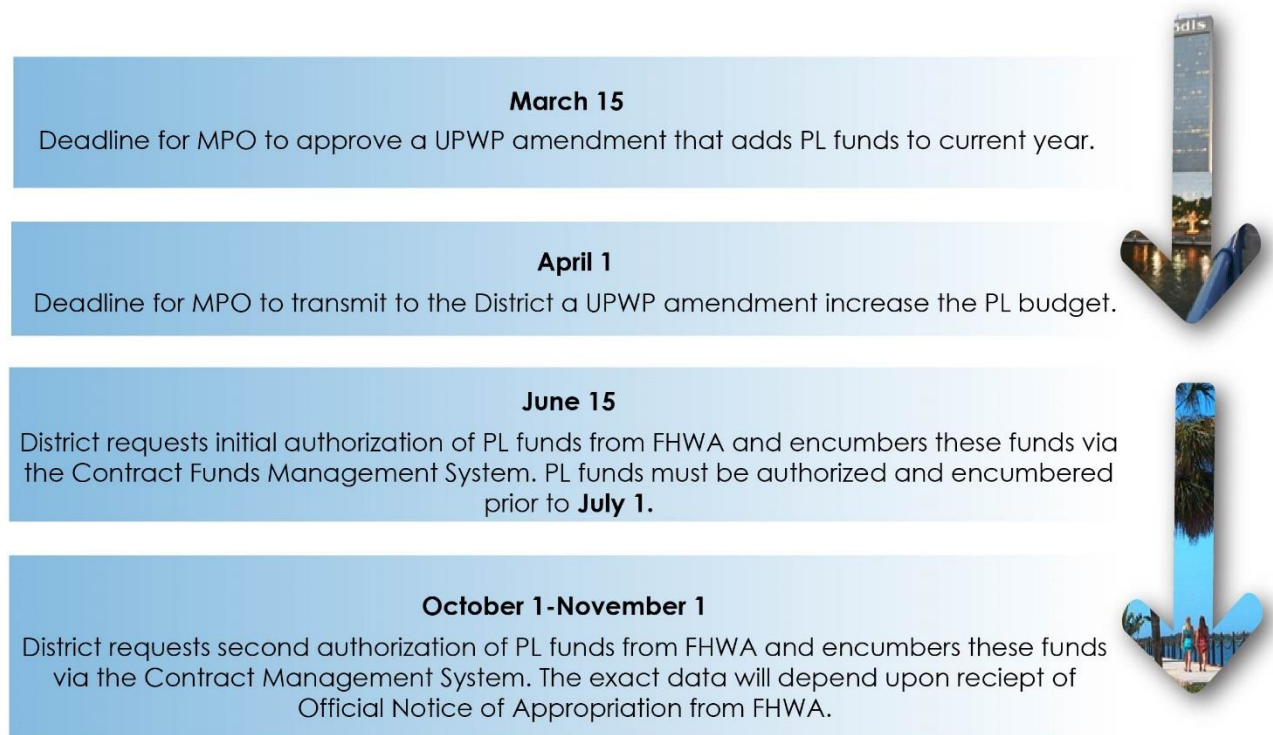 ndis
March 15
Deadline for MPO to approve a UPWP amendment that adds PL funds to current year.
April 1
Deadline for MPO to transmit to the District a UPWP amendment increase the PL budget.
June 15
District requests initial authorization of PL funds from FHWA and encumbers these funds via
the Contract Funds Management System. PL funds must be authorized and encumbered
prior to July 1.
October 1-November 1
District requests second authorization of PL funds from FHWA and encumbers these funds
via the Contract Management System. The exact data will depend upon reciept of
Official Notice of Appropriation from FHWA.